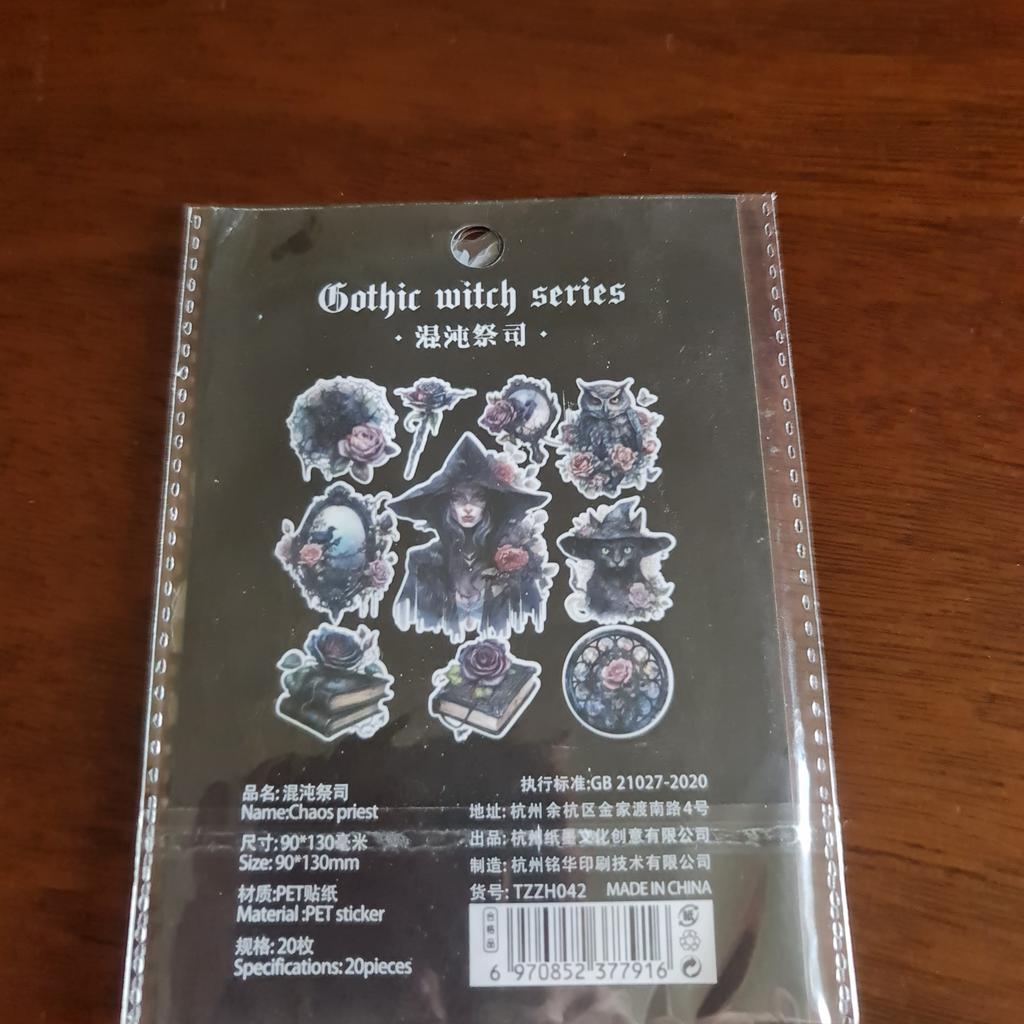 Gothic witch series
· 混沌祭司 ·
品名: 混沌祭司
Name:Chaos priest
尺寸: 90*130毫米
Size: 90*130mm
材质:PET贴纸
Material :PET sticker
规格: 20枚
Specifications: 20pieces
执行标准:GB 21027-2020
地址: 杭州余杭区金家渡南路4号
出品: 杭州纸墨文化创意有限公司
制造: 杭州铭华印刷技术有限公司
货号: TZZH042 MADE IN CHINA
合格品
6 970852 377916
纸